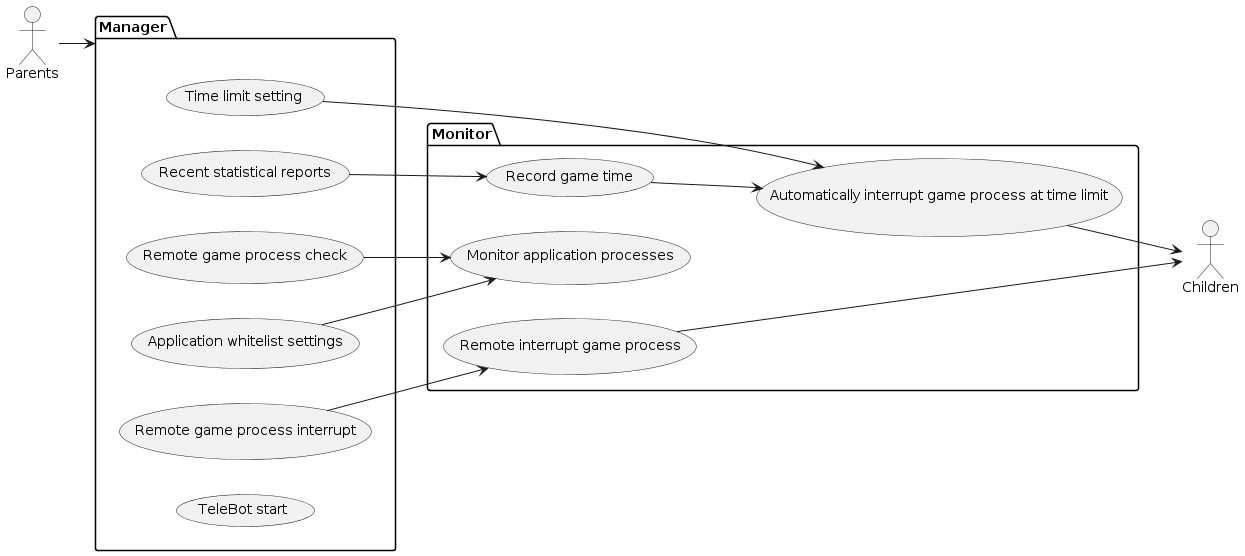 Parents
Manager
Time limit setting
Recent statistical reports
Remote game process check
Application whitelist settings
Remote game process interrupt
TeleBot start
Monitor
Record game time
Automatically interrupt game process at time limit
Monitor application processes
Remote interrupt game process
Children